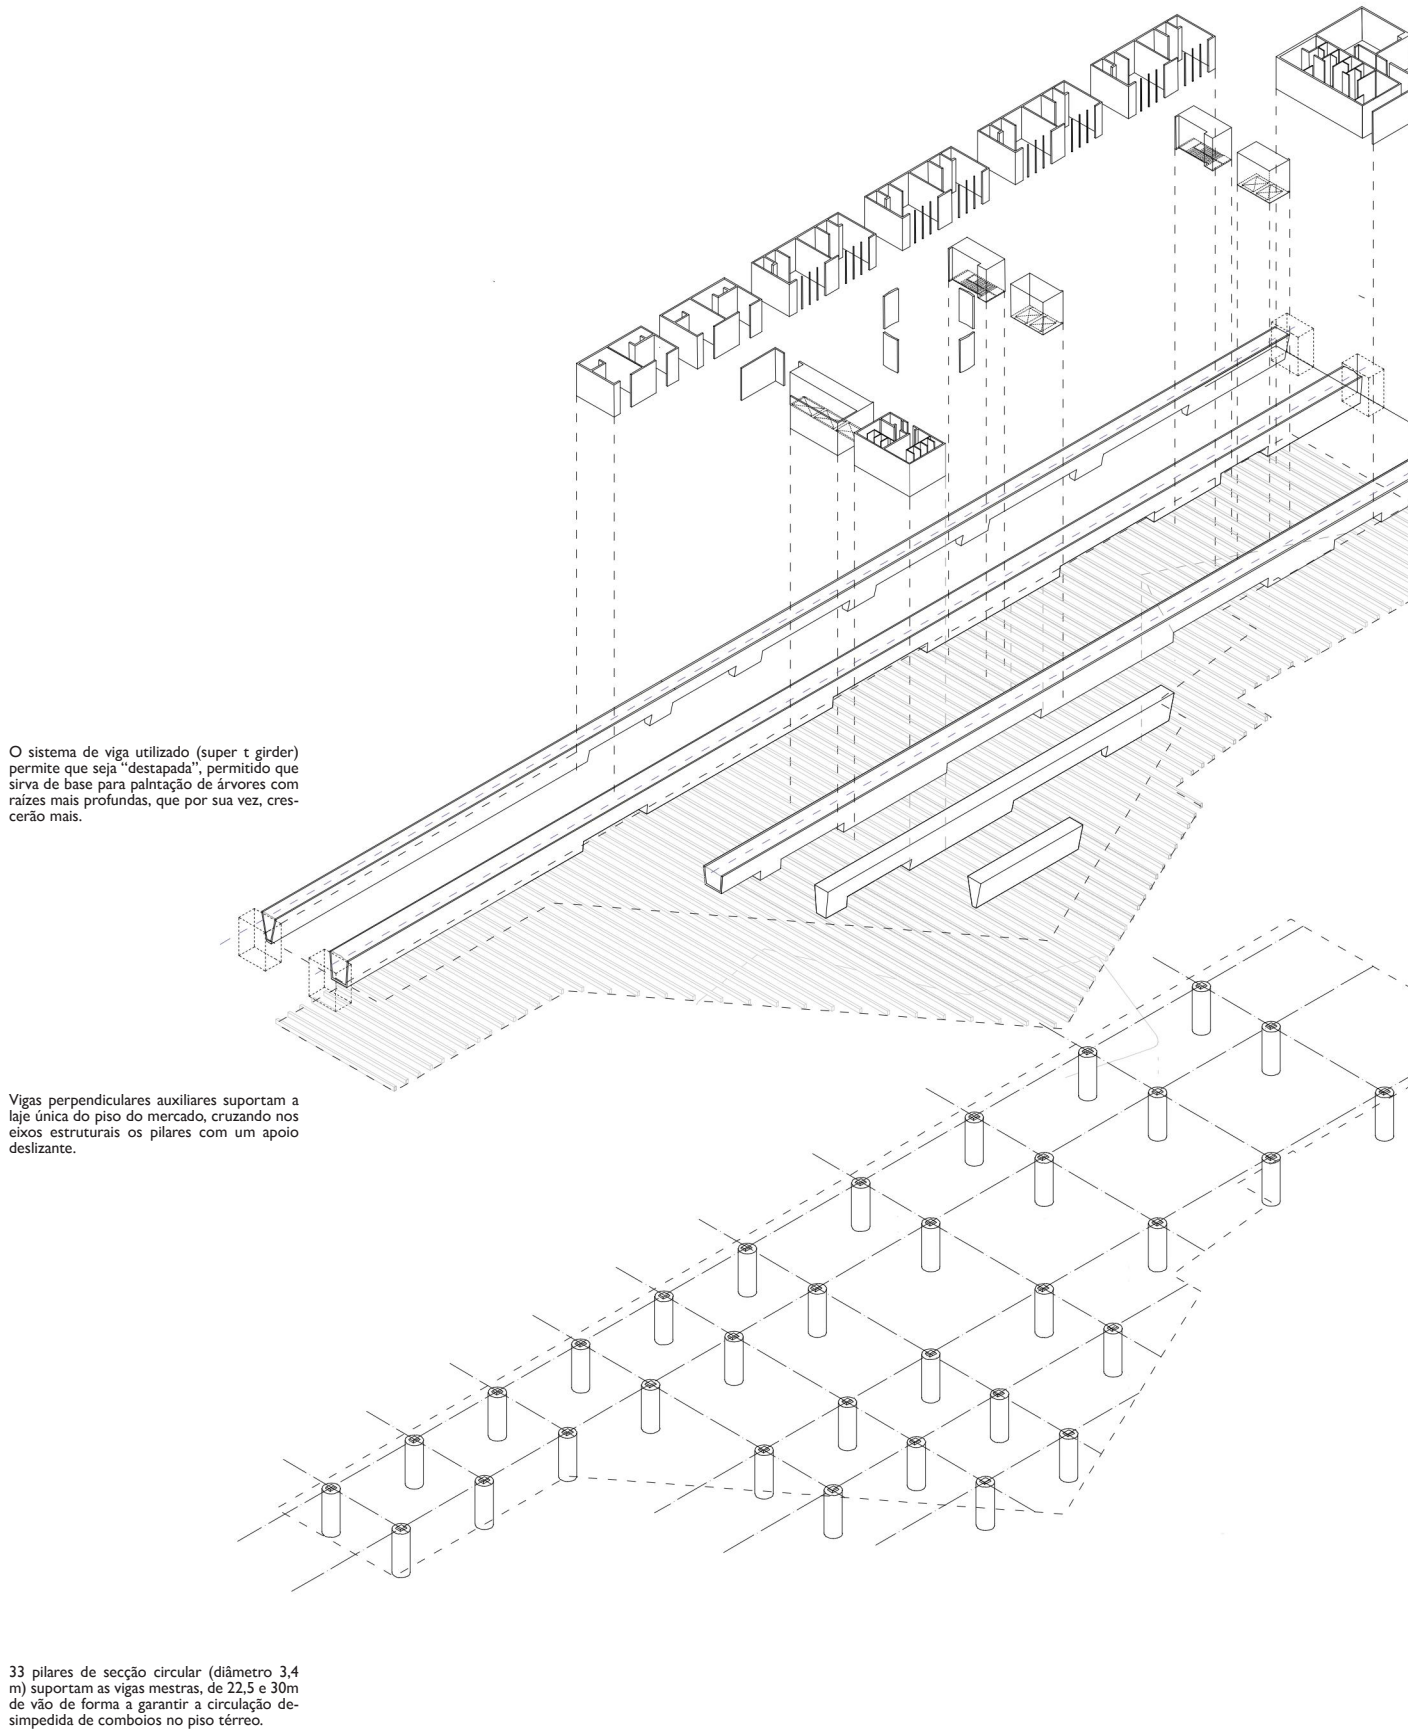 O sistema de viga utilizado (super t girder)
permite que seja “destapada”, permitido que
sirva de base para palntação de árvores com
raízes mais profundas, que por sua vez, cres-
cerão mais.
Vigas perpendiculares auxiliares suportam a
laje única do piso do mercado, cruzando nos
eixos estruturais os pilares com um apoio
deslizante.
33 pilares de secção circular (diâmetro 3,4
m) suportam as vigas mestras, de 22,5 e 30m
de vão de forma a garantir a circulação de-
simpedida de comboios no piso térreo.